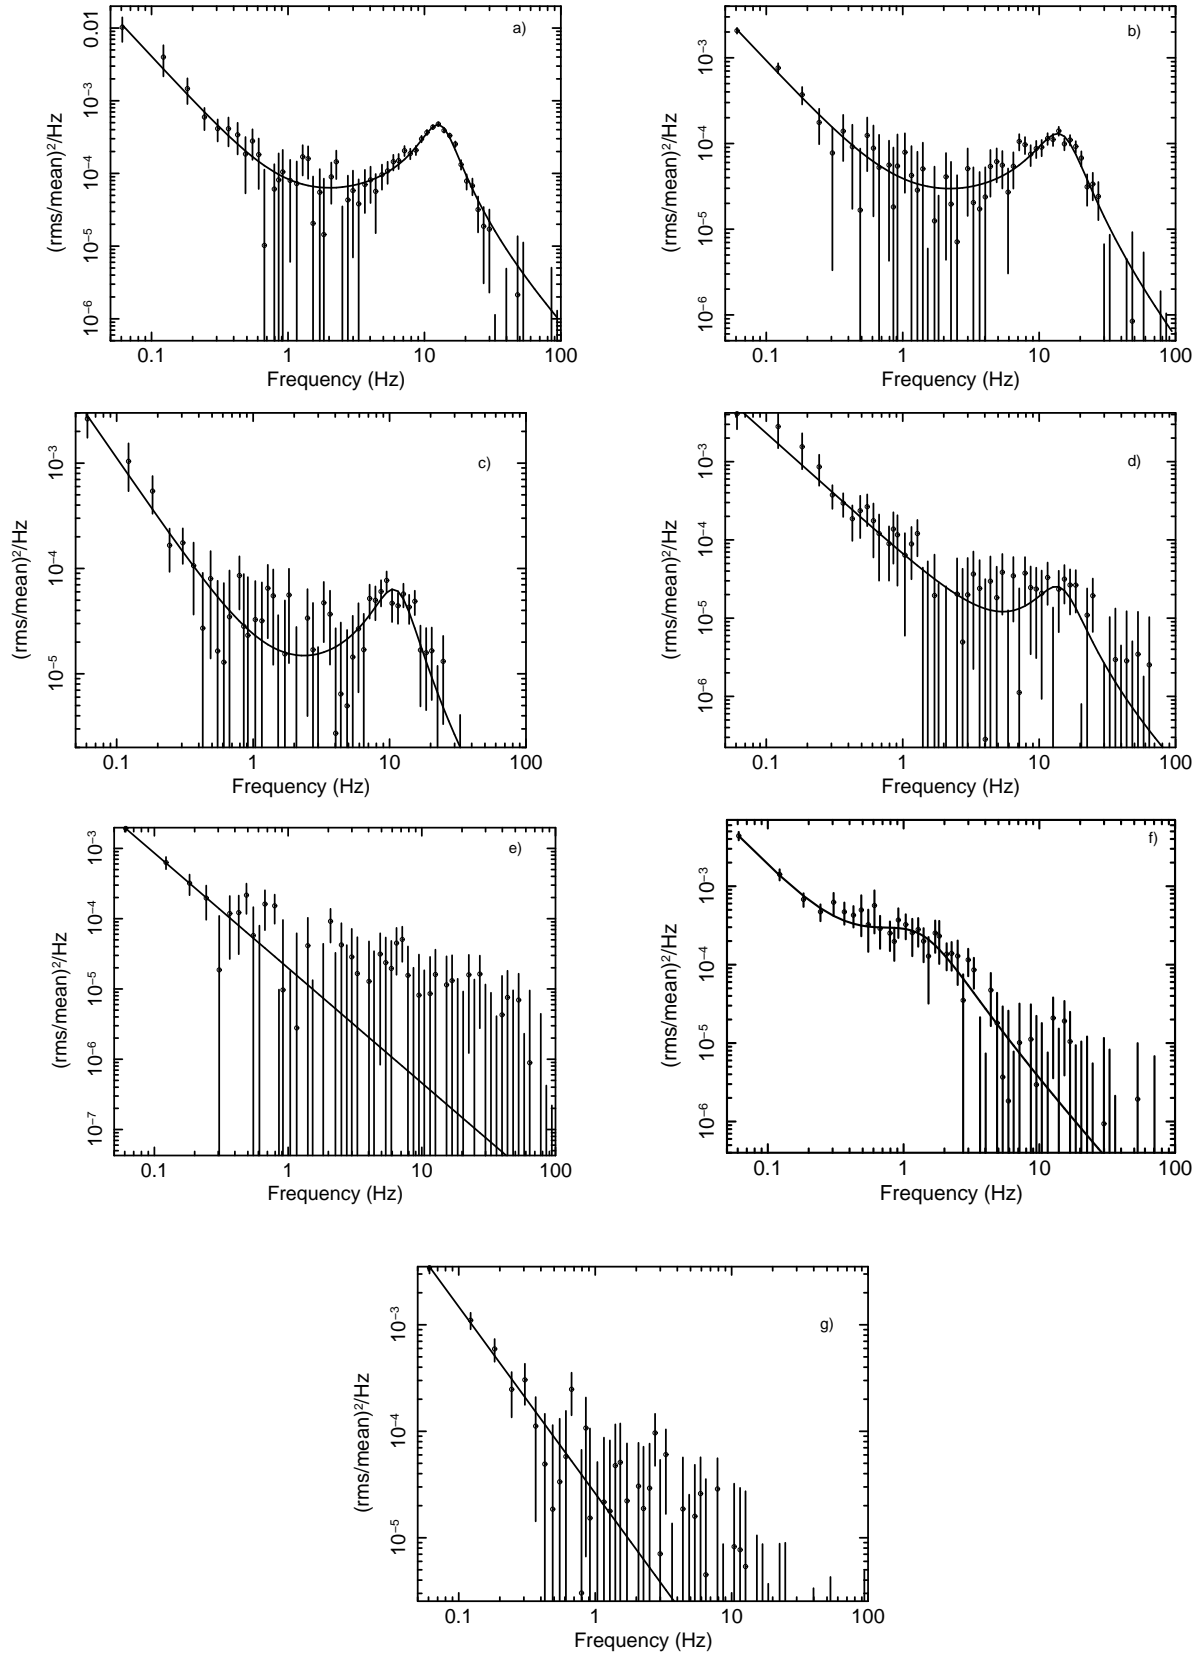 a)
(rms/mean)²/Hz
0.01
10⁻³
10⁻⁴
10⁻⁵
10⁻⁶
0.1 1 10 100
Frequency (Hz)
b)
(rms/mean)²/Hz
10⁻³
10⁻⁴
10⁻⁵
10⁻⁶
0.1 1 10 100
Frequency (Hz)
c)
(rms/mean)²/Hz
10⁻³
10⁻⁴
10⁻⁵
0.1 1 10 100
Frequency (Hz)
d)
(rms/mean)²/Hz
10⁻³
10⁻⁴
10⁻⁵
10⁻⁶
0.1 1 10 100
Frequency (Hz)
e)
(rms/mean)²/Hz
10⁻³
10⁻⁴
10⁻⁵
10⁻⁶
10⁻⁷
0.1 1 10 100
Frequency (Hz)
f)
(rms/mean)²/Hz
10⁻³
10⁻⁴
10⁻⁵
10⁻⁶
0.1 1 10 100
Frequency (Hz)
g)
(rms/mean)²/Hz
10⁻³
10⁻⁴
10⁻⁵
0.1 1 10 100
Frequency (Hz)